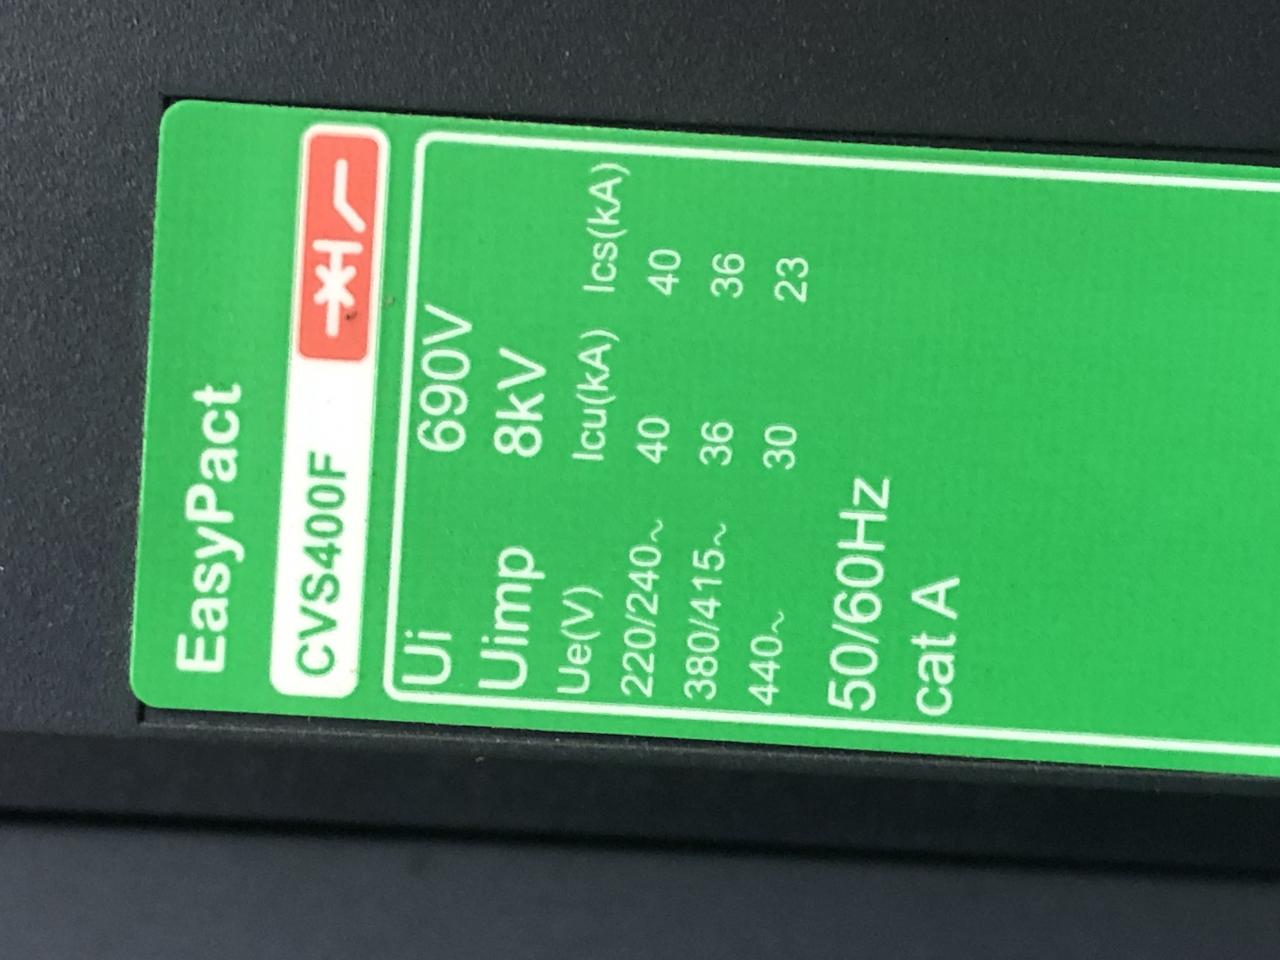 EasyPact
CVS400F
Ui 690V
Uimp 8kV
Ue(V) Icu(kA) Ics(kA)
220/240~ 40 40
380/415~ 36 36
440~ 30 23
50/60Hz
cat A